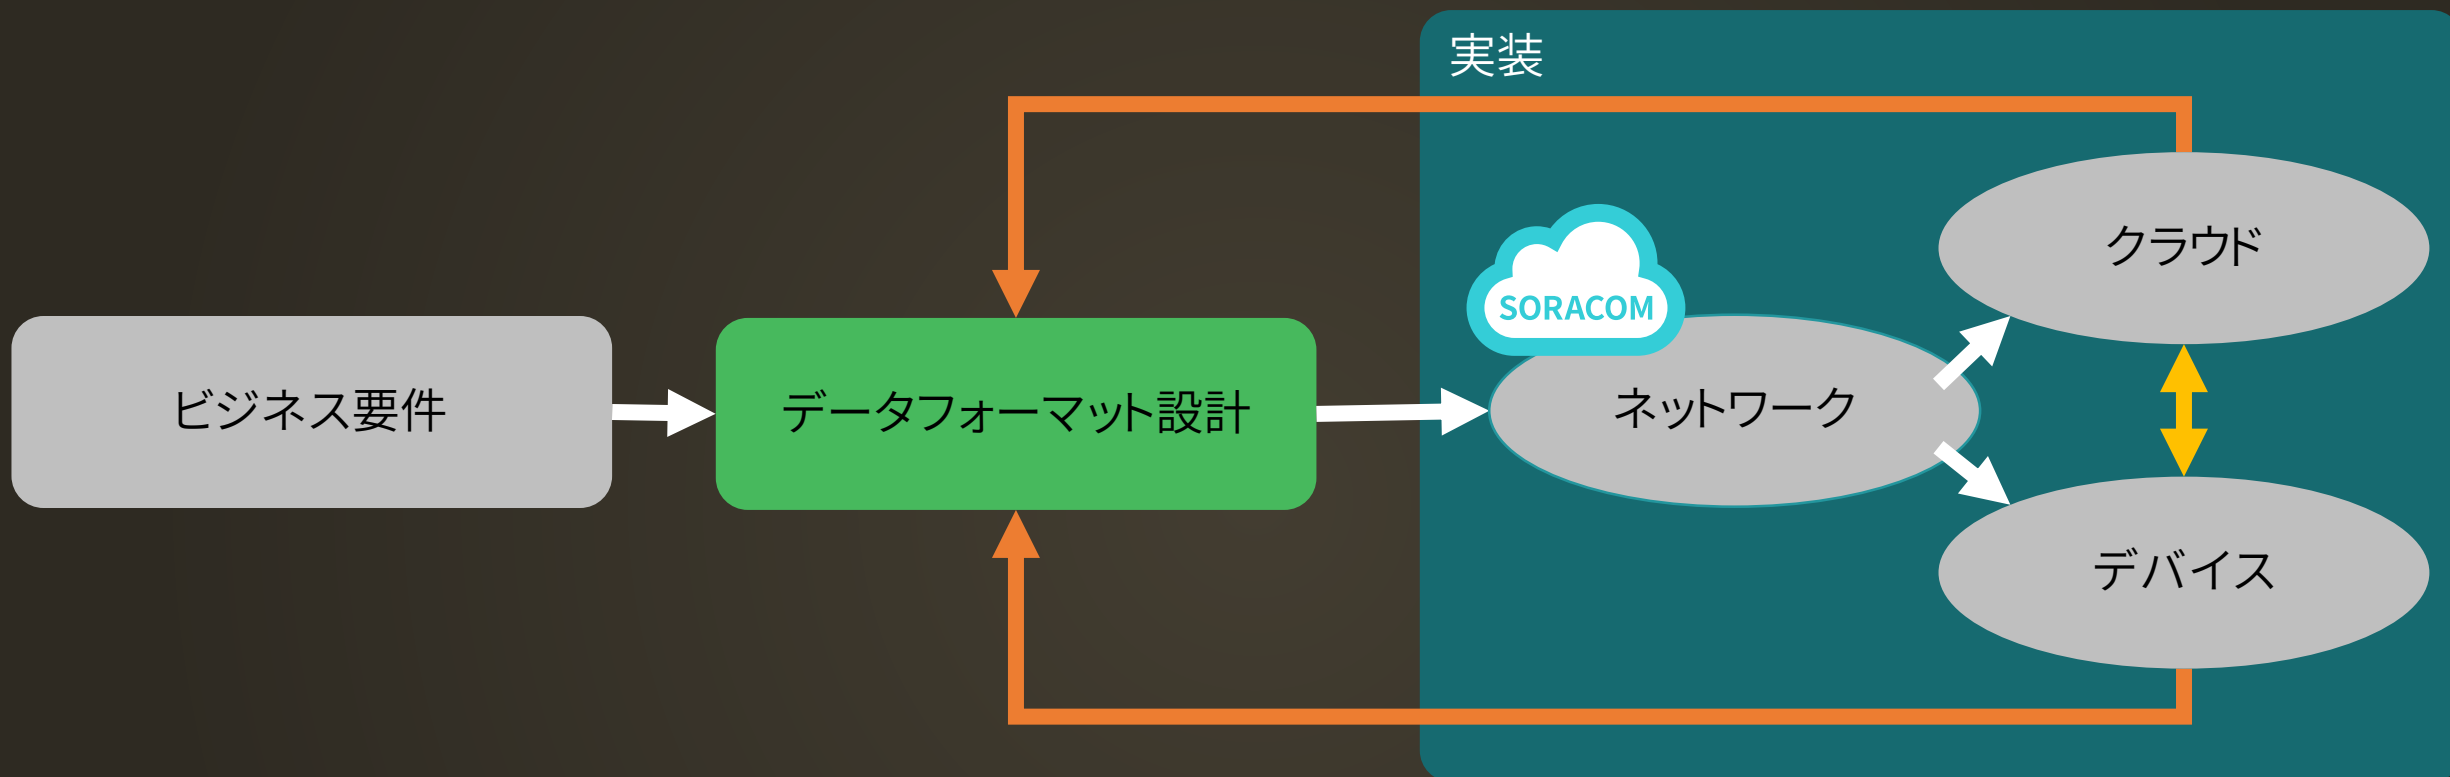 実装
クラウド
SORACOM
ビジネス要件
データフォーマット設計
ネットワーク
デバイス